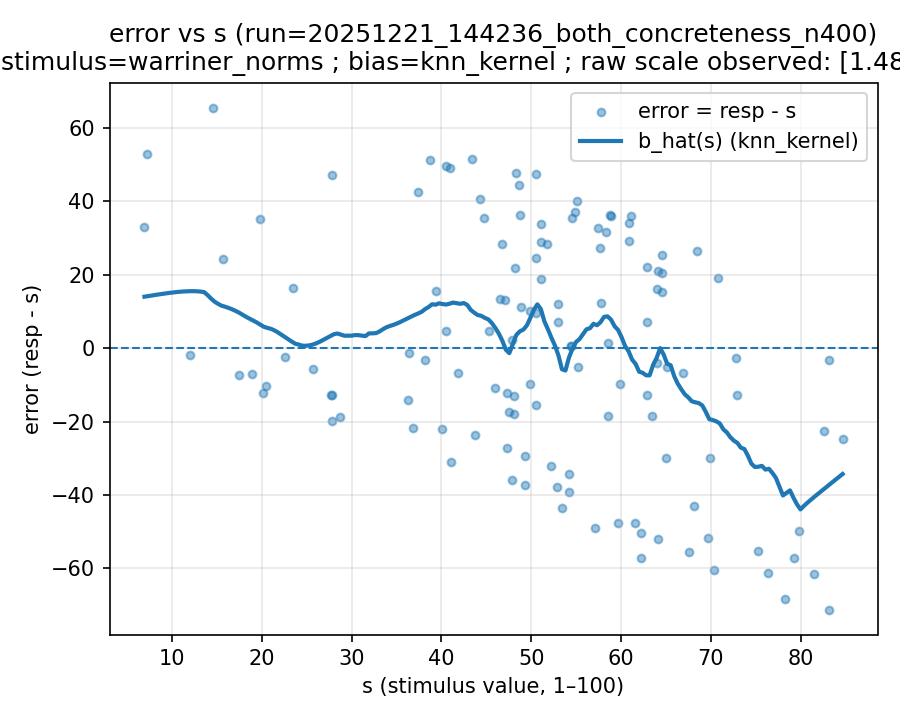 error vs s (run=20251221_144236_both_concreteness_n400)
stimulus=warriner_norms ; bias=knn_kernel ; raw scale observed: [1.48
error = resp - s
b_hat(s) (knn_kernel)
60
40
20
0
−20
−40
−60
error (resp - s)
10 20 30 40 50 60 70 80
s (stimulus value, 1–100)